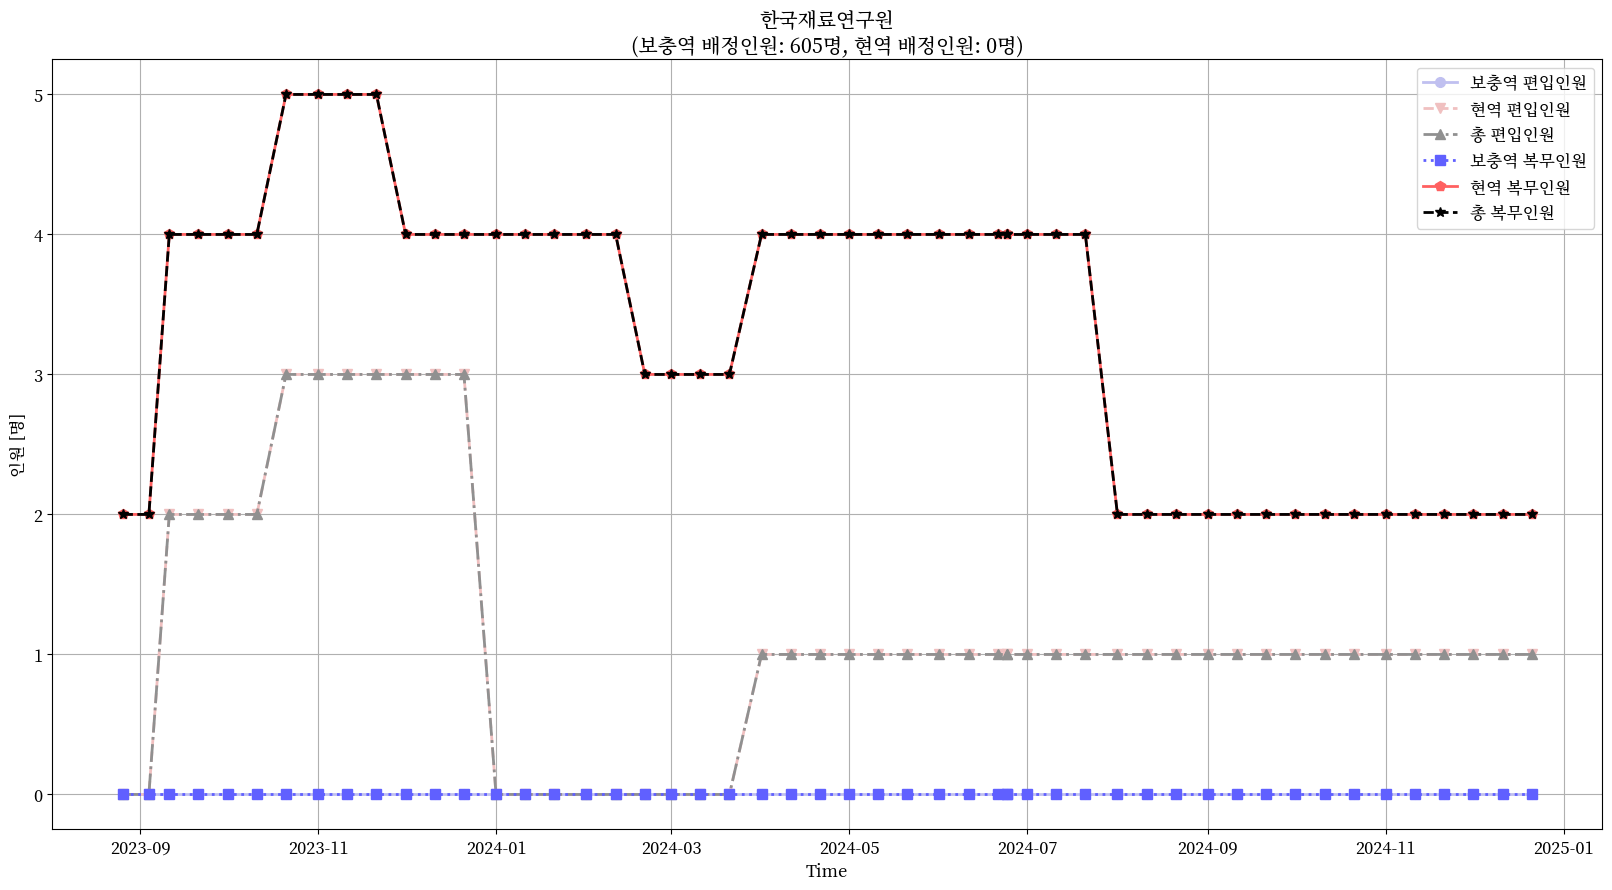 한국재료연구원
(보충역 배정인원: 605명, 현역 배정인원: 0명)
보충역 편입인원
현역 편입인원
총 편입인원
보충역 복무인원
현역 복무인원
총 복무인원
인원 [명]
5
4
3
2
1
0
2023-09
2023-11
2024-01
2024-03
2024-05
2024-07
2024-09
2024-11
2025-01
Time